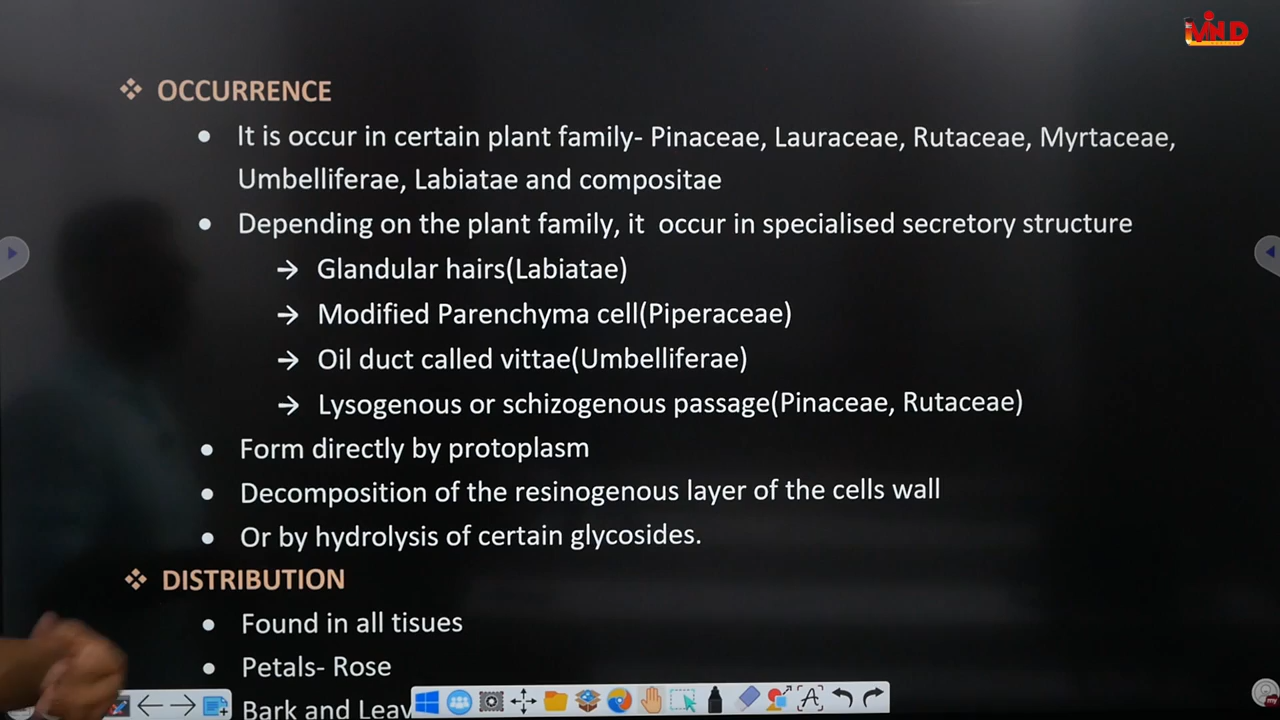 MIND
❖ OCCURRENCE
• It is occur in certain plant family- Pinaceae, Lauraceae, Rutaceae, Myrtaceae,
Umbelliferae, Labiatae and compositae
• Depending on the plant family, it occur in specialised secretory structure
→ Glandular hairs(Labiatae)
→ Modified Parenchyma cell(Piperaceae)
→ Oil duct called vittae(Umbelliferae)
→ Lysogenous or schizogenous passage(Pinaceae, Rutaceae)
• Form directly by protoplasm
• Decomposition of the resinogenous layer of the cells wall
• Or by hydrolysis of certain glycosides.
❖ DISTRIBUTION
• Found in all tisues
• Petals- Rose
Bark and Leav